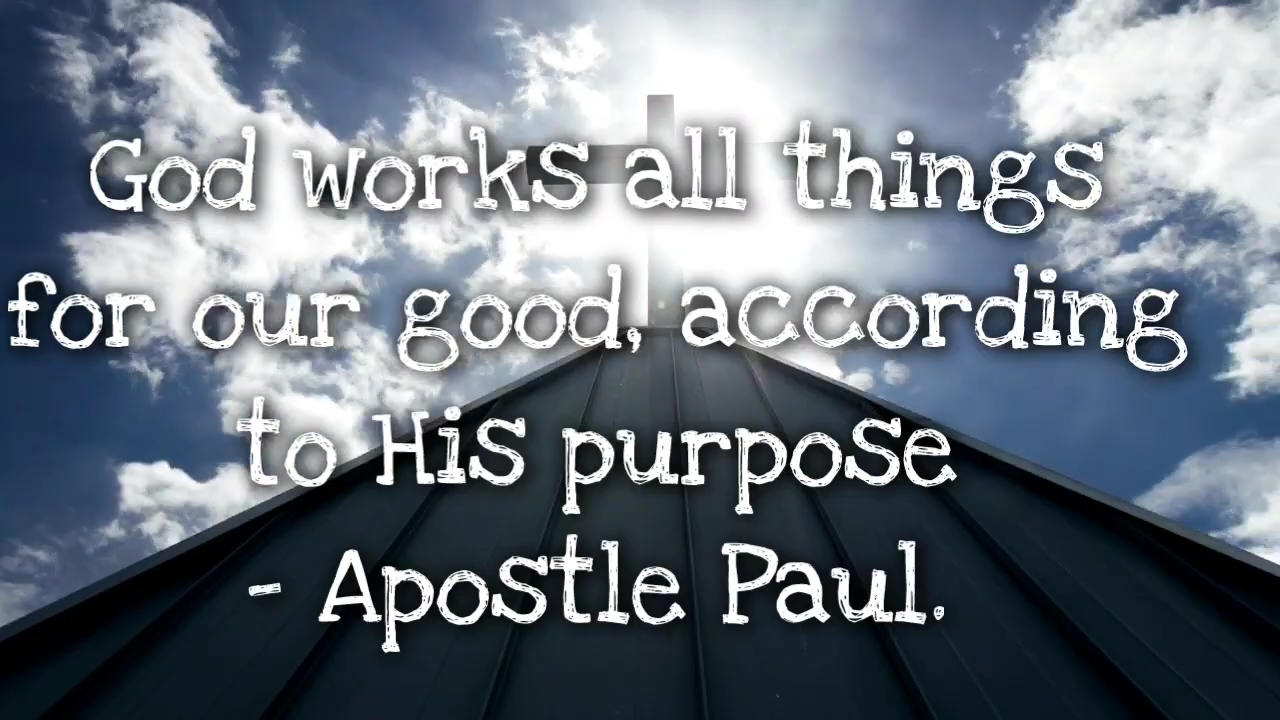 God works all things
for our good, according
to His purpose
- Apostle Paul.